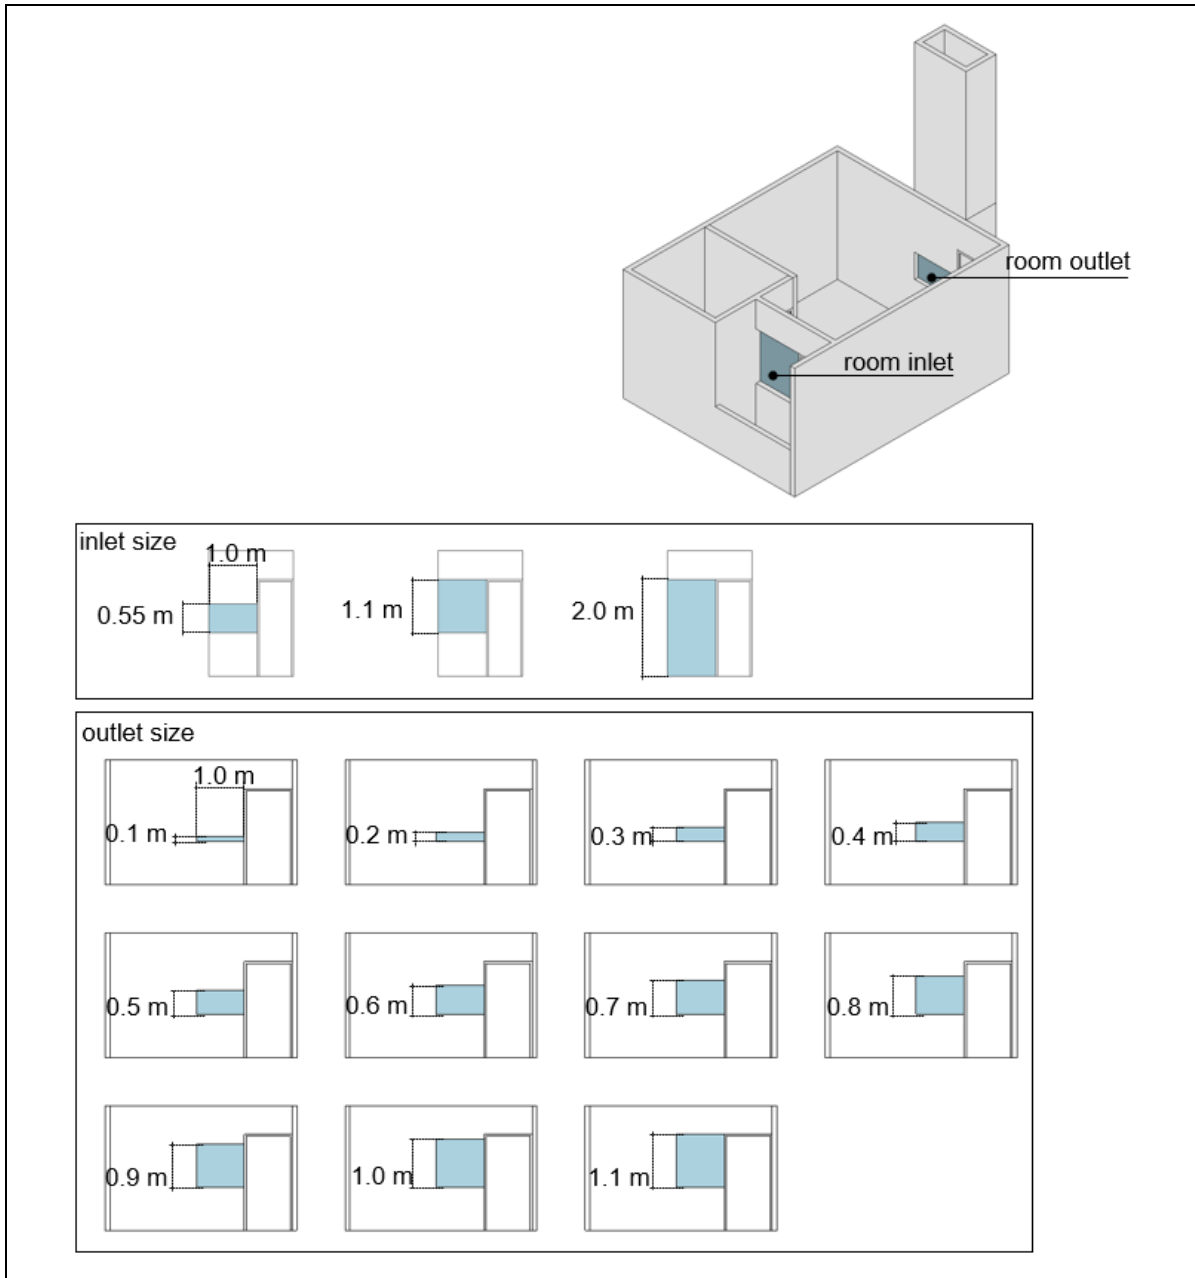 room outlet
room inlet
inlet size
1.0 m
0.55 m
1.1 m
2.0 m
outlet size
1.0 m
0.1 m
0.2 m
0.3 m
0.4 m
0.5 m
0.6 m
0.7 m
0.8 m
0.9 m
1.0 m
1.1 m